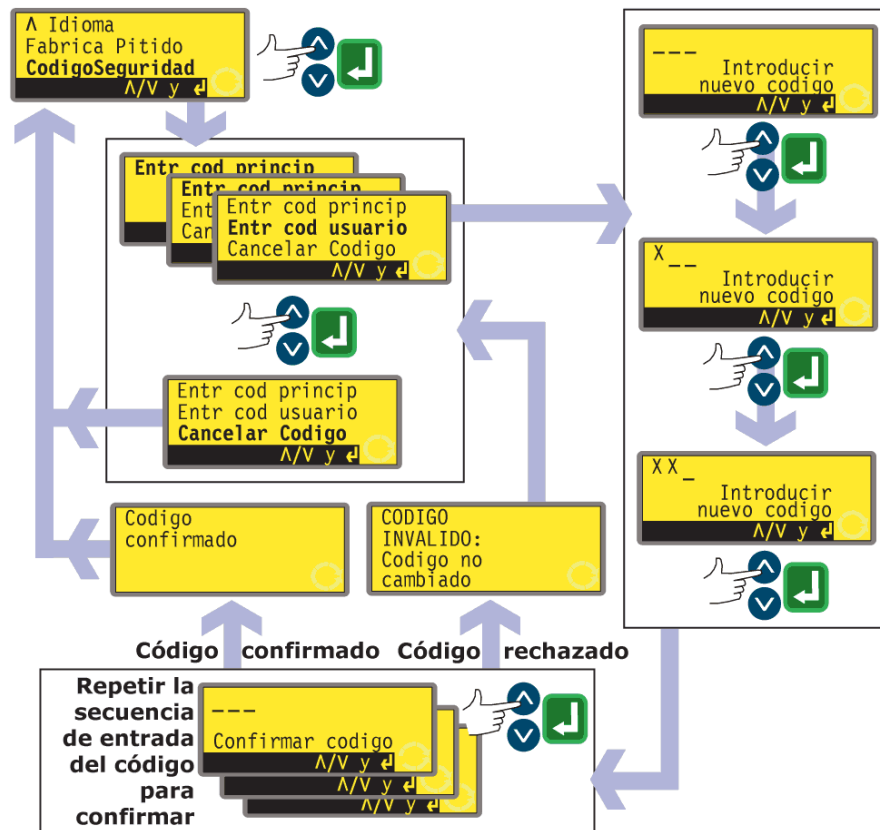 Λ Idioma
Fabrica Pitido
CodigoSeguridad
Λ/V y ↲
Entr cod princip
Entr cod princip
Ent
Can
Entr cod princip
Entr cod usuario
Cancelar Codigo
Λ/V y ↲
Entr cod princip
Entr cod usuario
Cancelar Codigo
Λ/V y ↲
_ _ _
Introducir
nuevo codigo
Λ/V y ↲
X _ _
Introducir
nuevo codigo
Λ/V y ↲
X X _
Introducir
nuevo codigo
Λ/V y ↲
Codigo
confirmado
CODIGO
INVALIDO:
Codigo no
cambiado
Código confirmado
Código rechazado
Repetir la
secuencia
de entrada
del código
para
confirmar
_ _ _
Confirmar codigo
Λ/V y ↲
Λ/V y ↲
Λ/V y ↲